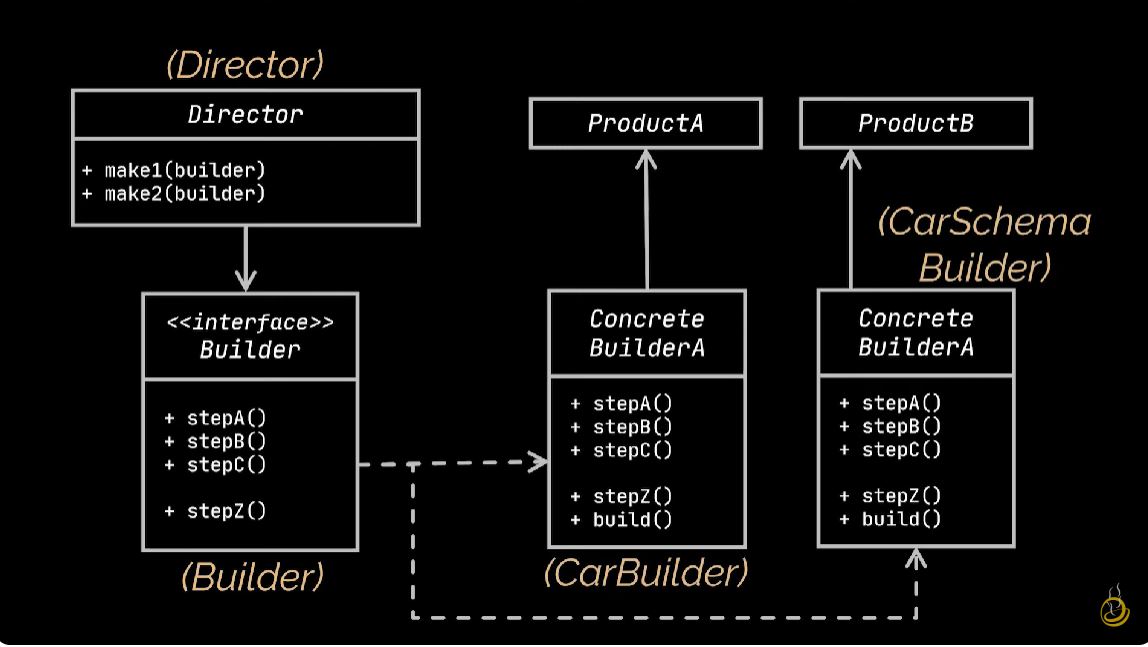 (Director)
Director
+ make1(builder)
+ make2(builder)
<<interface>>
Builder
+ stepA()
+ stepB()
+ stepC()
+ stepZ()
(Builder)
ProductA
Concrete
BuilderA
+ stepA()
+ stepB()
+ stepC()
+ stepZ()
+ build()
(CarBuilder)
ProductB
(CarSchema
Builder)
Concrete
BuilderA
+ stepA()
+ stepB()
+ stepC()
+ stepZ()
+ build()